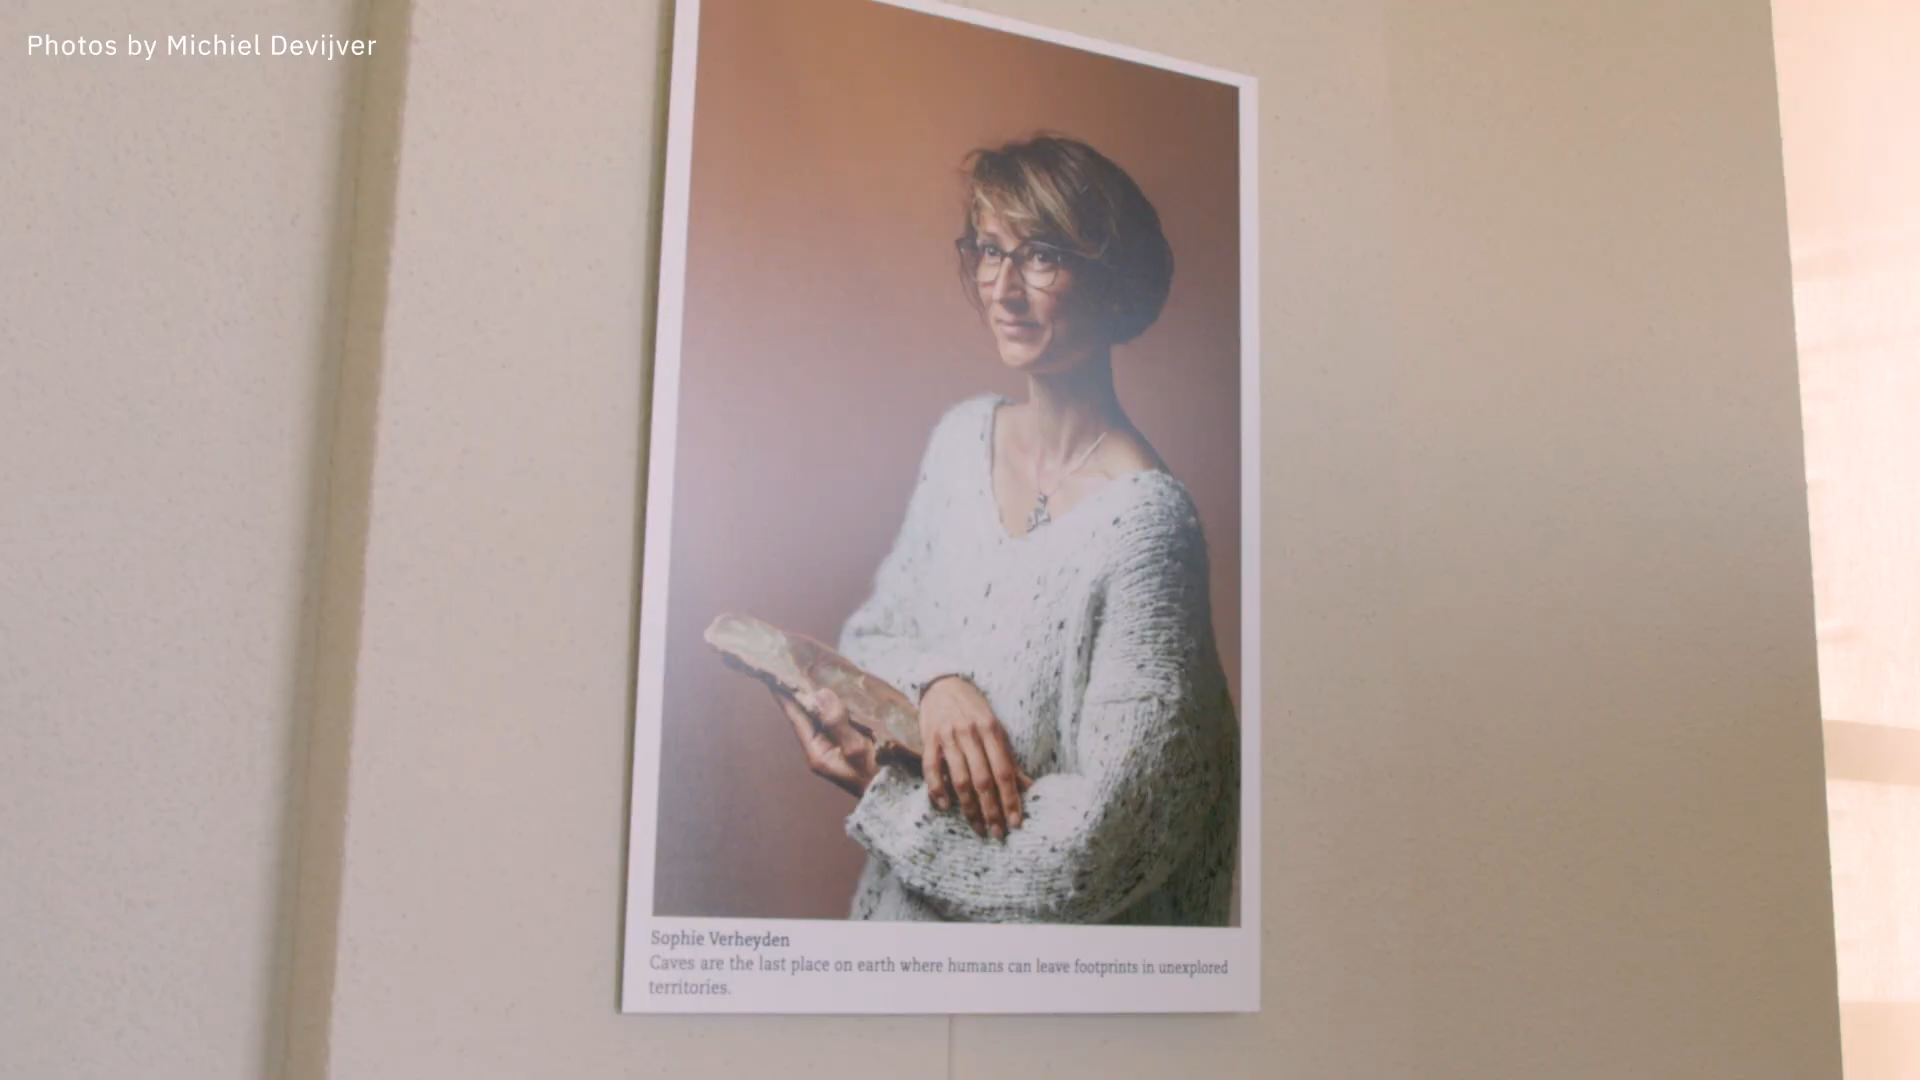 Photos by Michiel Devijver
Sophie Verheyden
Caves are the last place on earth where humans can leave footprints in unexplored
territories.